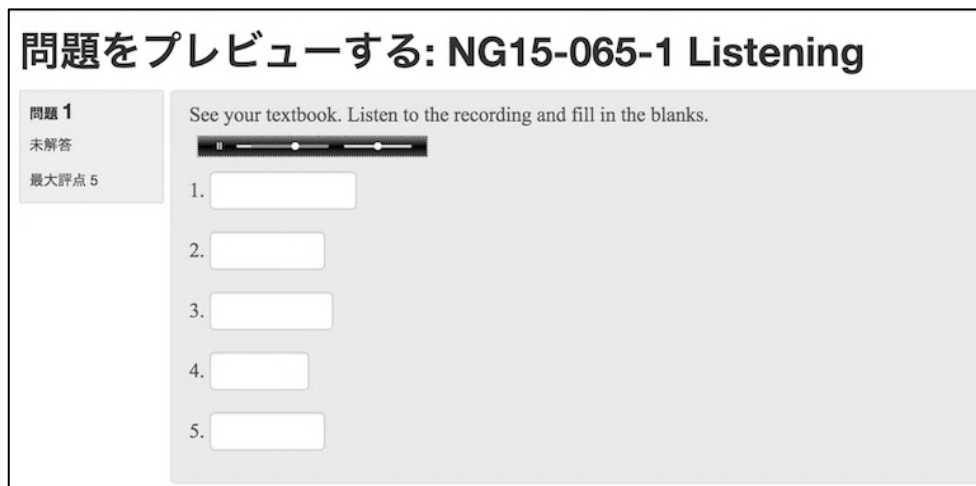 問題をプレビューする: NG15-065-1 Listening
問題 1
未解答
最大評点 5
See your textbook. Listen to the recording and fill in the blanks.
1.
2.
3.
4.
5.